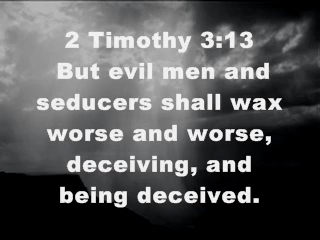 2 Timothy 3:13
But evil men and
seducers shall wax
worse and worse,
deceiving, and
being deceived.